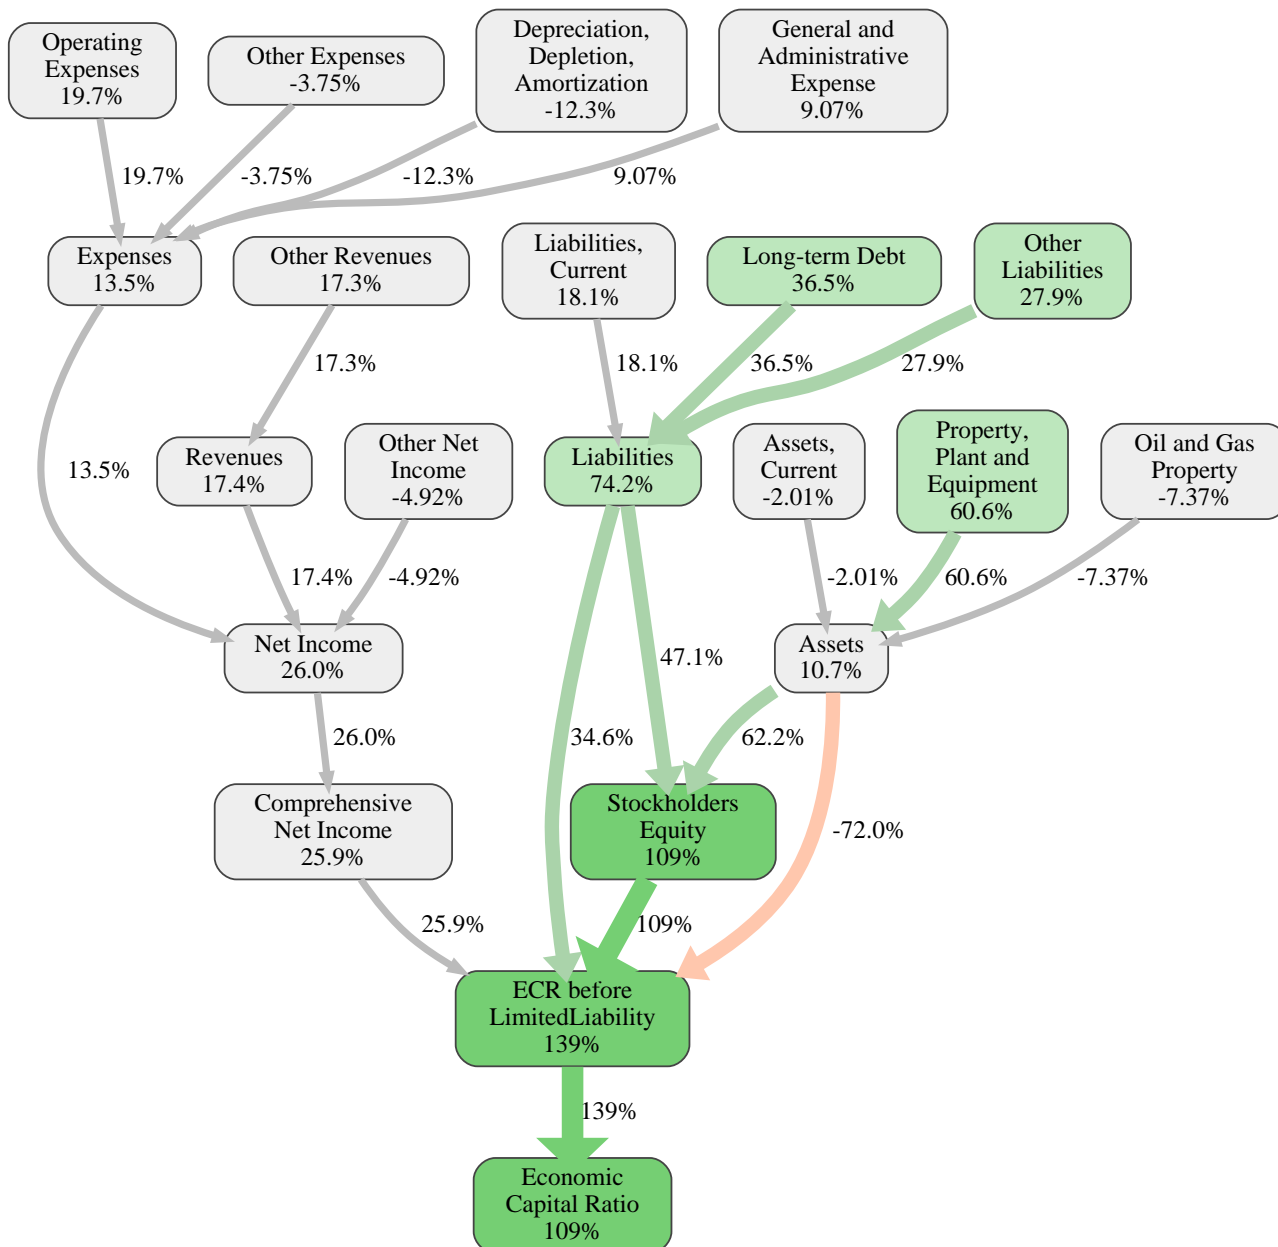 Operating
Expenses
19.7%
Other Expenses
-3.75%
Depreciation,
Depletion,
Amortization
-12.3%
General and
Administrative
Expense
9.07%
19.7%
-3.75%
-12.3%
9.07%
Expenses
13.5%
Other Revenues
17.3%
Liabilities,
Current
18.1%
Long-term Debt
36.5%
Other
Liabilities
27.9%
17.3%
18.1%
36.5%
27.9%
13.5%
Revenues
17.4%
Other Net
Income
-4.92%
Liabilities
74.2%
Assets,
Current
-2.01%
Property,
Plant and
Equipment
60.6%
Oil and Gas
Property
-7.37%
17.4%
-4.92%
-2.01%
60.6%
-7.37%
Net Income
26.0%
47.1%
Assets
10.7%
26.0%
34.6%
62.2%
Comprehensive
Net Income
25.9%
Stockholders
Equity
109%
-72.0%
25.9%
109%
ECR before
LimitedLiability
139%
139%
Economic
Capital Ratio
109%